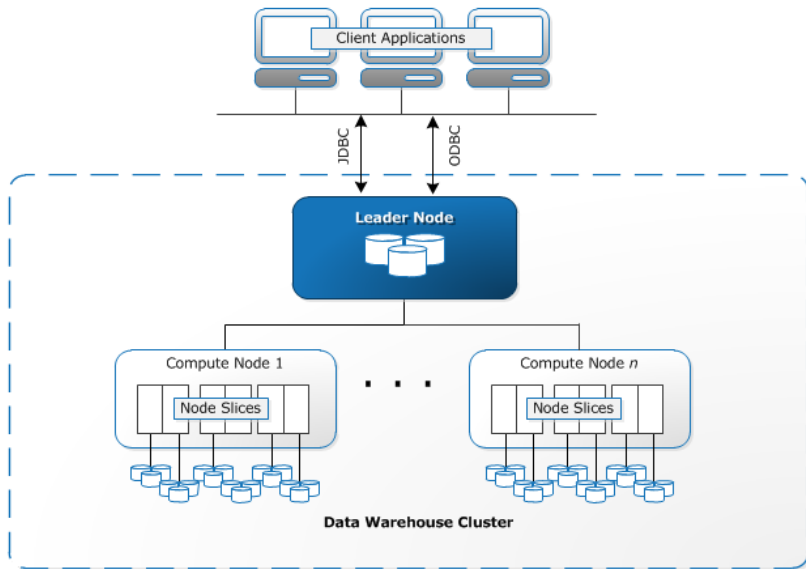 Client Applications
JDBC
ODBC
Leader Node
Compute Node 1
Compute Node n
. . .
Node Slices
Node Slices
Data Warehouse Cluster